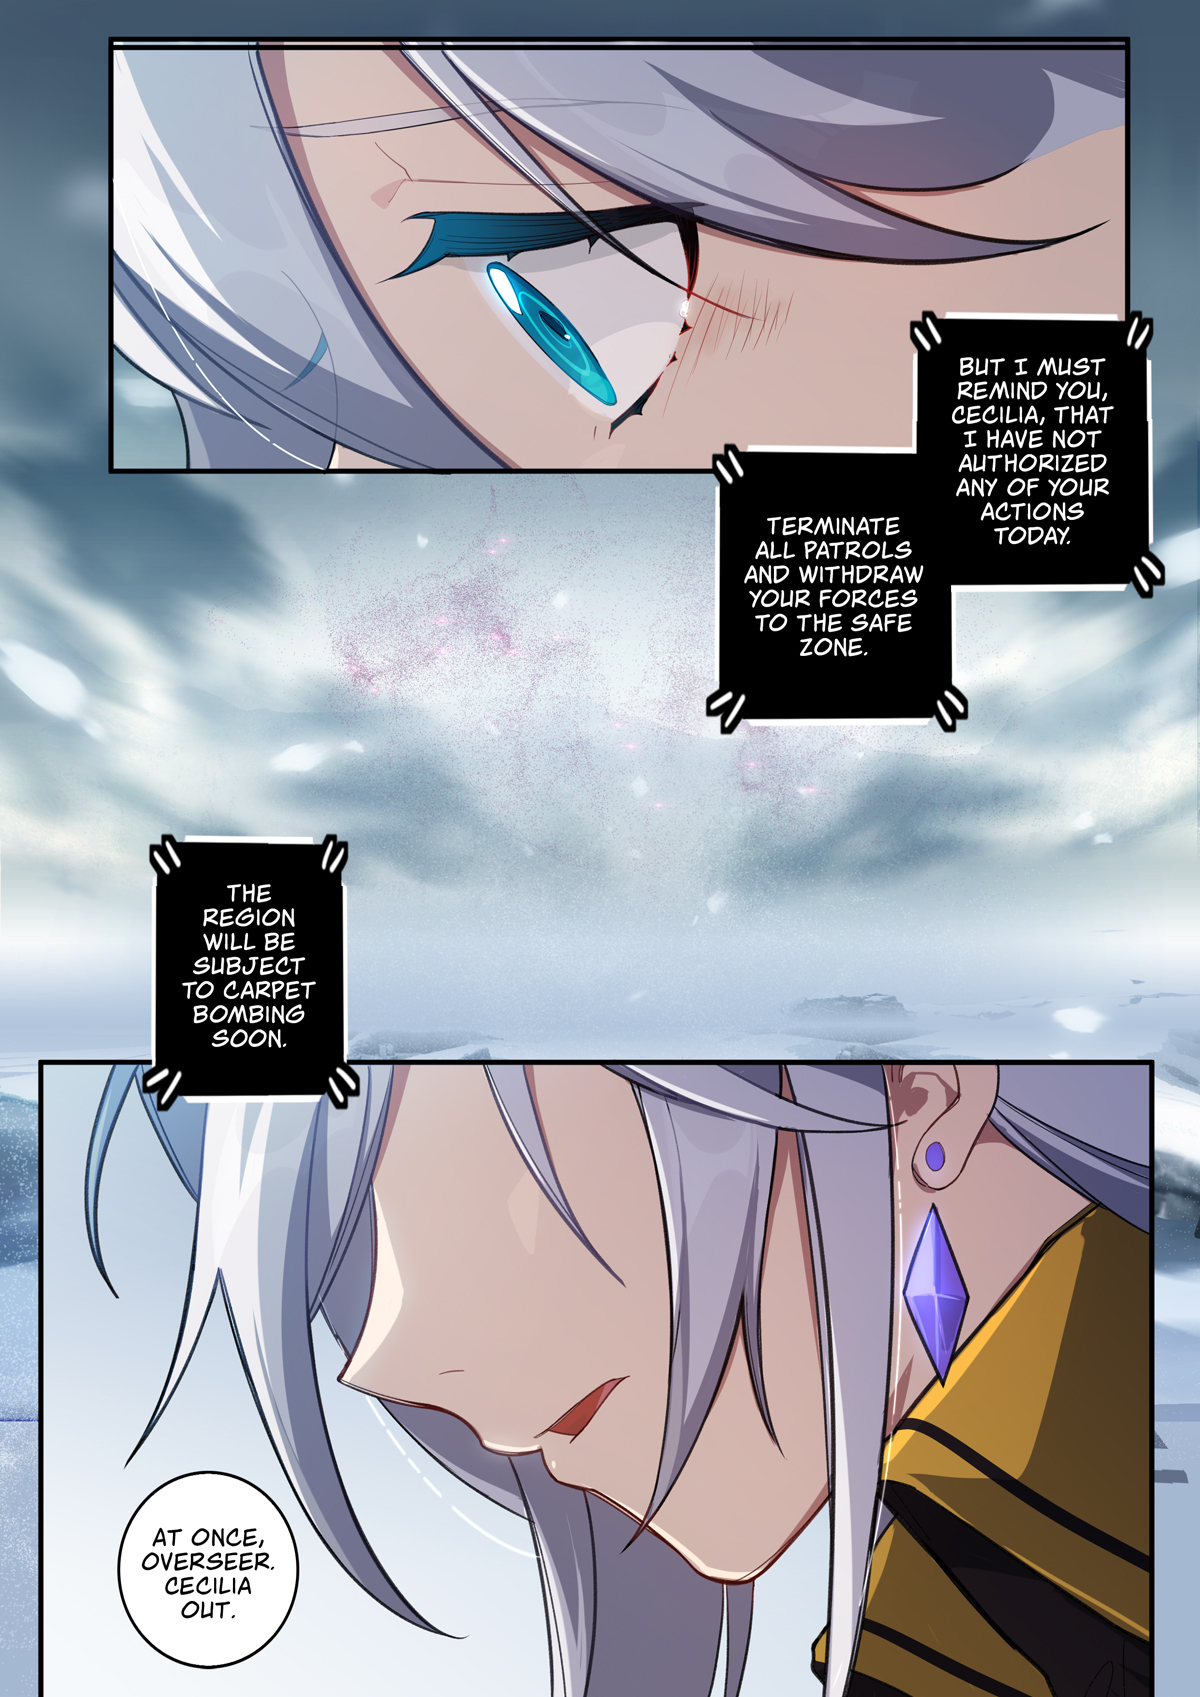 BUT I MUST
REMIND YOU,
CECILIA, THAT
I HAVE NOT
AUTHORIZED
ANY OF YOUR
ACTIONS
TODAY.
TERMINATE
ALL PATROLS
AND WITHDRAW
YOUR FORCES
TO THE SAFE
ZONE.
THE
REGION
WILL BE
SUBJECT
TO CARPET
BOMBING
SOON.
AT ONCE,
OVERSEER.
CECILIA
OUT.